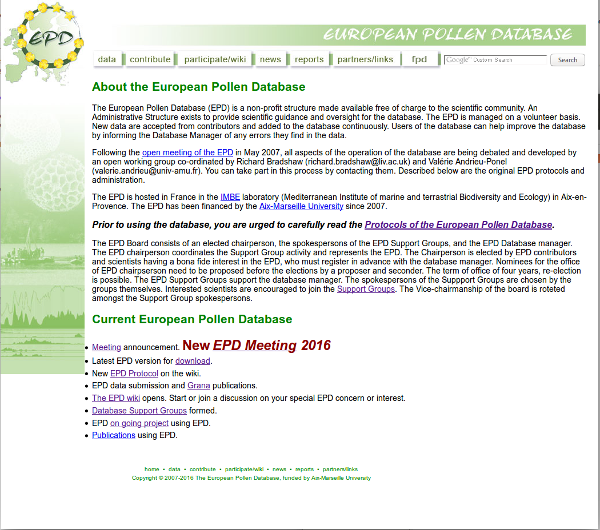 EPD
EUROPEAN POLLEN DATABASE
data contribute participate/wiki news reports partners/links fpd Google Custom Search Search
About the European Pollen Database
The European Pollen Database (EPD) is a non-profit structure made available free of charge to the scientific community. An
Administrative Structure exists to provide scientific guidance and oversight for the database. The EPD is managed on a volunteer basis.
New data are accepted from contributors and added to the database continuously. Users of the database can help improve the database
by informing the Database Manager of any errors they find in the data.
Following the open meeting of the EPD in May 2007, all aspects of the operation of the database are being debated and developed by
an open working group co-ordinated by Richard Bradshaw (richard.bradshaw@liv.ac.uk) and Valérie Andrieu-Ponel
(valerie.andrieu@univ-amu.fr). You can take part in this process by contacting them. Described below are the original EPD protocols and
administration.
The EPD is hosted in France in the IMBE laboratory (Mediterranean Institute of marine and terrastrial Biodiversity and Ecology) in Aix-en-
Provence. The EPD has been financed by the Aix-Marseille University since 2007.
Prior to using the database, you are urged to carefully read the Protocols of the European Pollen Database.
The EPD Board consists of an elected chairperson, the spokespersons of the EPD Support Groups, and the EPD Database manager.
The EPD chairperson coordinates the Support Group activity and represents the EPD. The Chairperson is elected by EPD contributors
and scientists having a bona fide interest in the EPD, who must register in advance with the database manager. Nominees for the office
of EPD chairpserson need to be proposed before the elections by a proposer and seconder. The term of office of four years, re-election
is possible. The EPD Support Groups support the database manager. The spokespersons of the Suppport Groups are chosen by the
groups themselves. Interested scientists are encouraged to join the Support Groups. The Vice-chairmanship of the board is roteted
amongst the Support Group spokespersons.
Current European Pollen Database
• Meeting announcement. New EPD Meeting 2016
• Latest EPD version for download.
• New EPD Protocol on the wiki.
• EPD data submission and Grana publications.
• The EPD wiki opens. Start or join a discussion on your special EPD concern or interest.
• Database Support Groups formed.
• EPD on going project using EPD.
• Publications using EPD.
home • data • contribute • participate/wiki • news • reports • partners/links
Copyright © 2007-2016 The European Pollen Database, funded by Aix-Marseille University